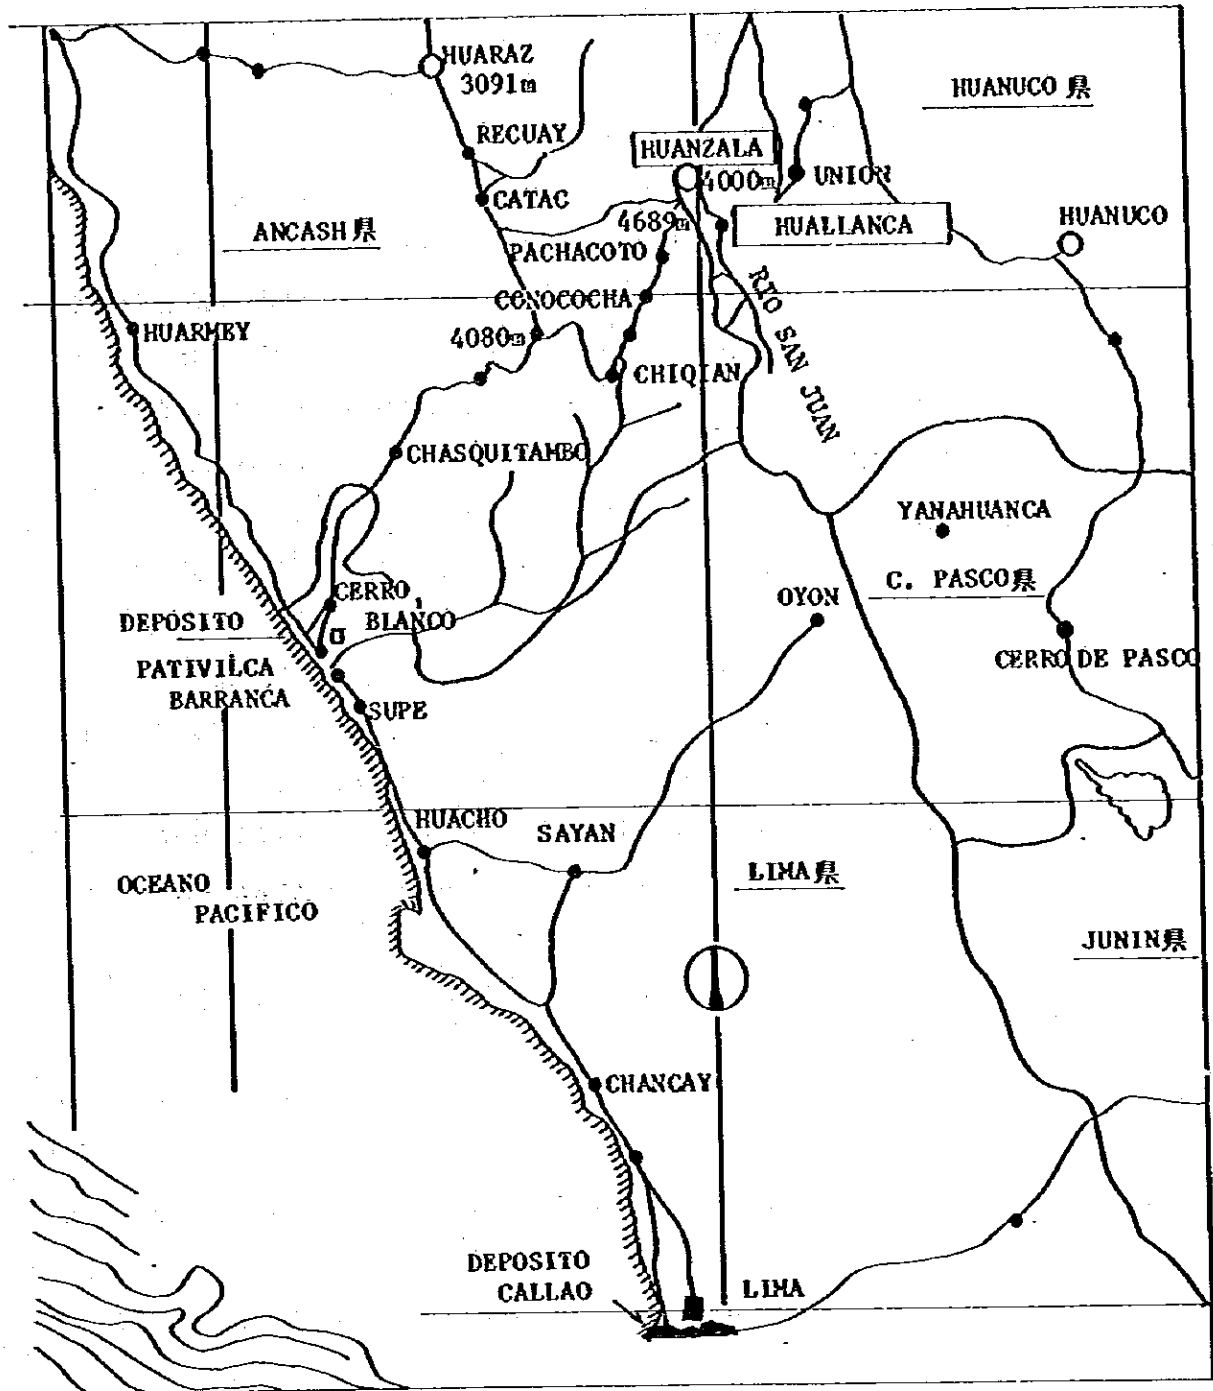 HUARAZ
3091m
HUANUCO県
RECUAY
HUANZALA
4000m
UNION
CATAC
ANCASH県
4689m
HUALLANCA
HUANUCO
PACHACOTO
CONOCOCHA
RIO SAN JUAN
HUARMEY
4080m
CHIQIAN
CHASQUITAMBO
YANAHUANCA
C. PASCO県
CERRO
BLANCO
OYON
DEPOSITO
PATIVILCA
BARRANCA
CERRO DE PASCO
SUPE
HUACHO
SAYAN
LIMA県
OCEANO
PACIFICO
JUNIN県
CHANCAY
DEPOSITO
CALLAO
LIMA